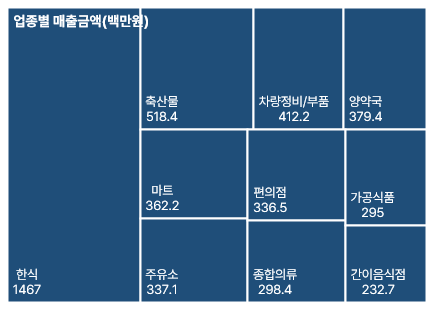 업종별 매출금액(백만원)
축산물
518.4
차량정비/부품
412.2
양약국
379.4
마트
362.2
편의점
336.5
가공식품
295
한식
1467
주유소
337.1
종합의류
298.4
간이음식점
232.7